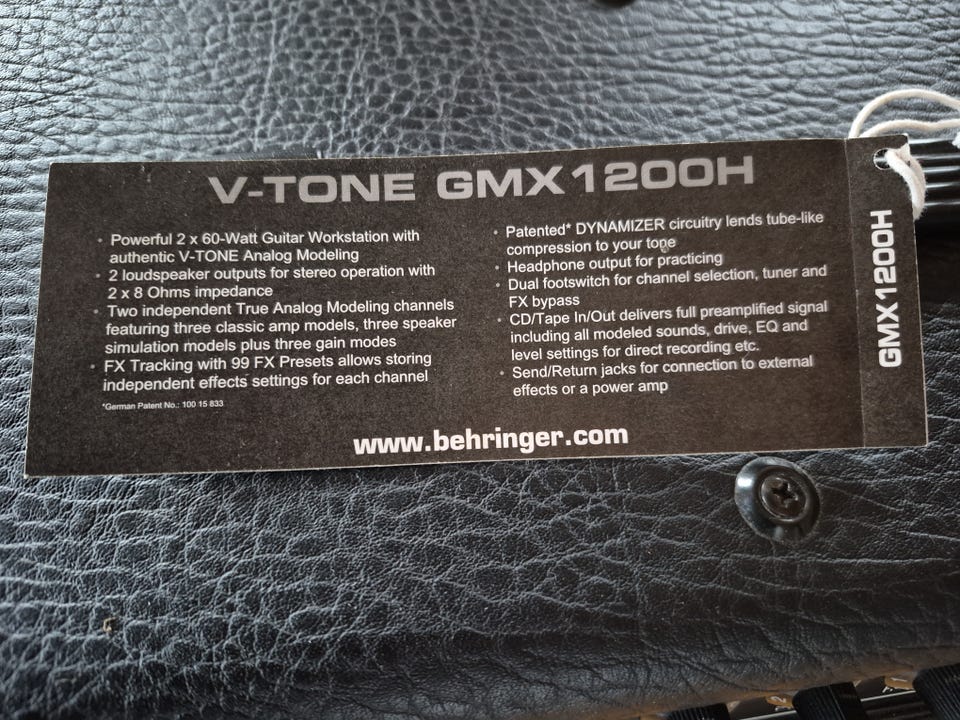 V-TONE GMX1200H
• Powerful 2 x 60-Watt Guitar Workstation with
authentic V-TONE Analog Modeling
• 2 loudspeaker outputs for stereo operation with
2 x 8 Ohms impedance
• Two independent True Analog Modeling channels
featuring three classic amp models, three speaker
simulation models plus three gain modes
• FX Tracking with 99 FX Presets allows storing
independent effects settings for each channel
*German Patent No.: 100 15 833
• Patented* DYNAMIZER circuitry lends tube-like
compression to your tone
• Headphone output for practicing
• Dual footswitch for channel selection, tuner and
FX bypass
• CD/Tape In/Out delivers full preamplified signal
including all modeled sounds, drive, EQ and
level settings for direct recording etc.
• Send/Return jacks for connection to external
effects or a power amp
www.behringer.com
GMX1200H